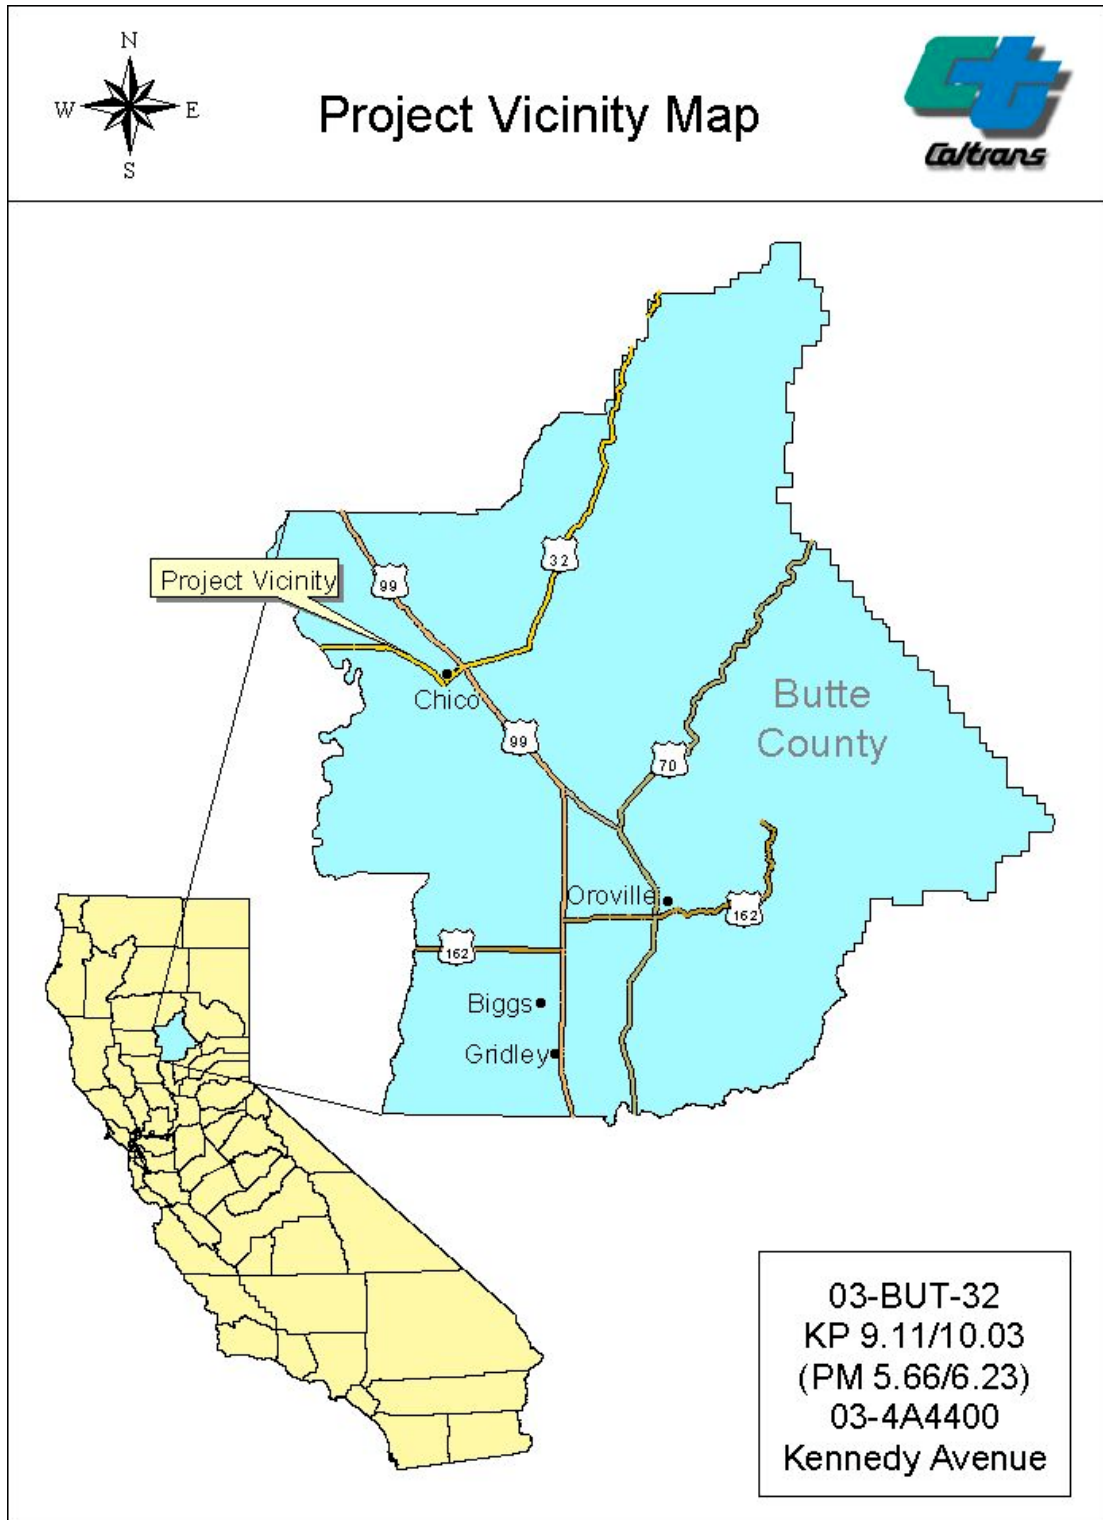 N
W
E
S
Project Vicinity Map
Caltrans
32
99
Project Vicinity
Chico
99
70
Butte
County
Oroville
162
162
Biggs
Gridley
03-BUT-32
KP 9.11/10.03
(PM 5.66/6.23)
03-4A4400
Kennedy Avenue